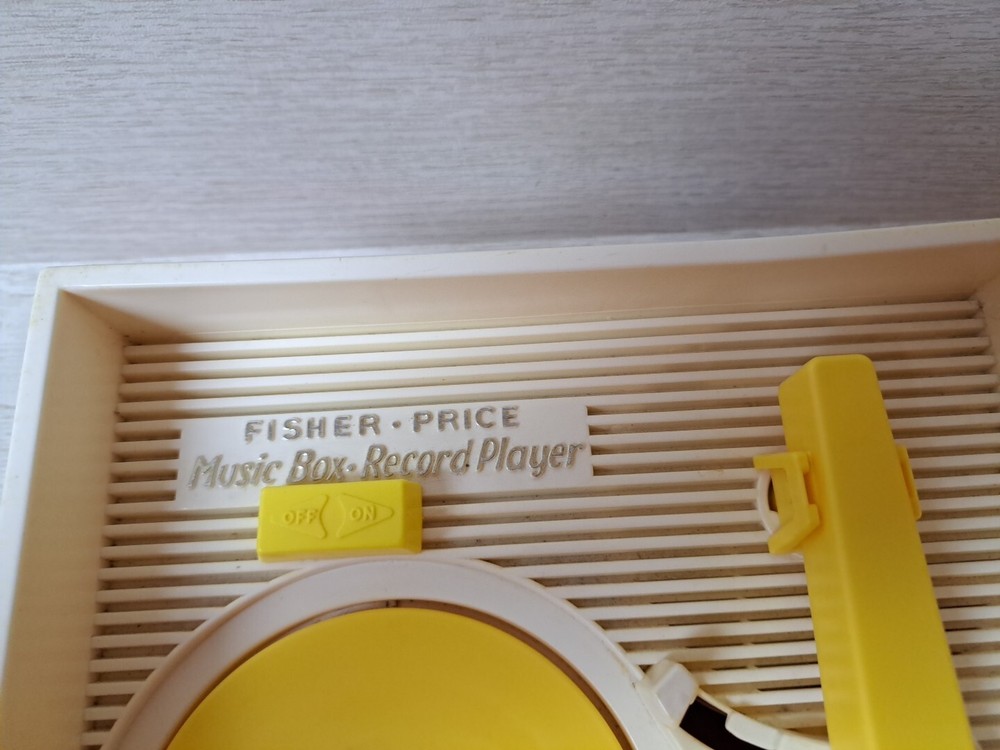 FISHER·PRICE
Music Box·Record Player
OFF ON